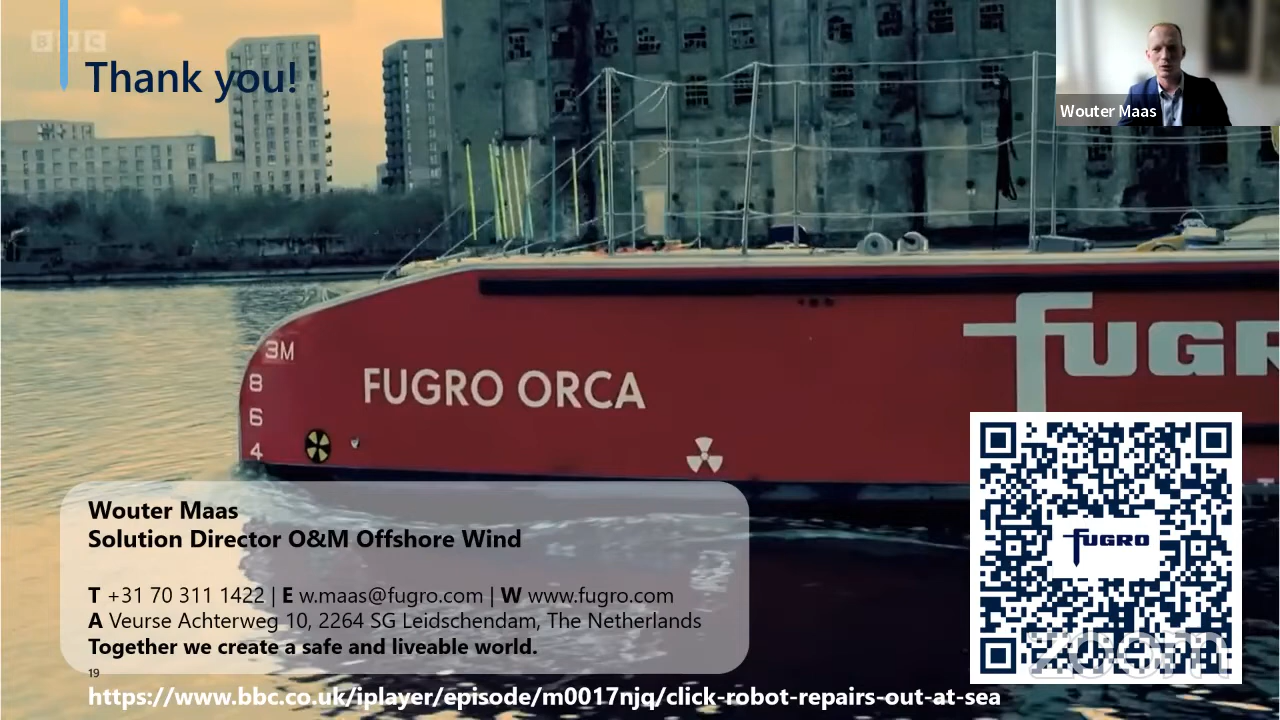 BBC
Thank you!
Wouter Maas
3M
8
6
4
FUGRO ORCA
fUGR
Wouter Maas
Solution Director O&M Offshore Wind
T +31 70 311 1422 | E w.maas@fugro.com | W www.fugro.com
A Veurse Achterweg 10, 2264 SG Leidschendam, The Netherlands
Together we create a safe and liveable world.
19
https://www.bbc.co.uk/iplayer/episode/m0017njq/click-robot-repairs-out-at-sea
fUGRO
zoom